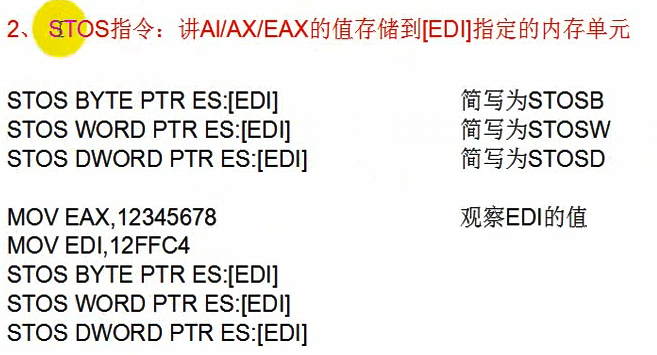 2、 STOS指令：讲Al/AX/EAX的值存储到[EDI]指定的内存单元
STOS BYTE PTR ES:[EDI] 简写为STOSB
STOS WORD PTR ES:[EDI] 简写为STOSW
STOS DWORD PTR ES:[EDI] 简写为STOSD
MOV EAX,12345678 观察EDI的值
MOV EDI,12FFC4
STOS BYTE PTR ES:[EDI]
STOS WORD PTR ES:[EDI]
STOS DWORD PTR ES:[EDI]